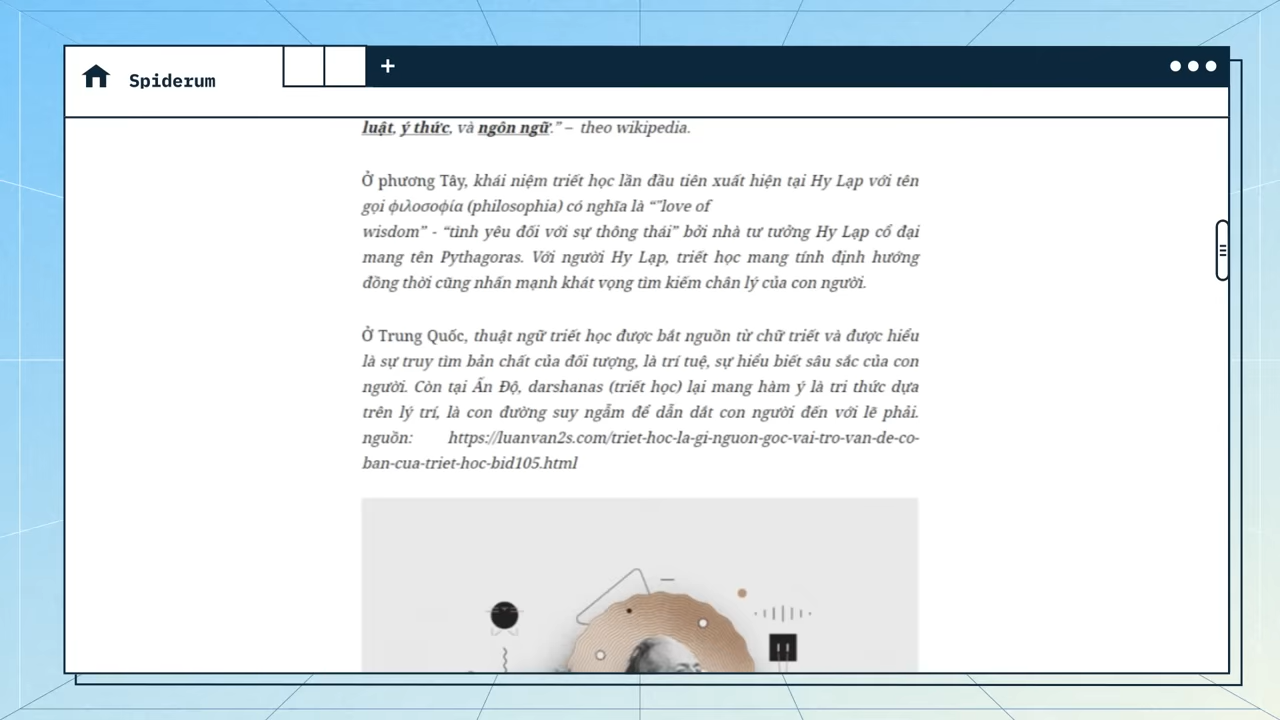 Spiderum
+
luật, ý thức, và ngôn ngữ.” – theo wikipedia.
Ở phương Tây, khái niệm triết học lần đầu tiên xuất hiện tại Hy Lạp với tên
gọi φιλοσοφία (philosophia) có nghĩa là “"love of
wisdom” - “tình yêu đối với sự thông thái” bởi nhà tư tưởng Hy Lạp cổ đại
mang tên Pythagoras. Với người Hy Lạp, triết học mang tính định hướng
đồng thời cũng nhấn mạnh khát vọng tìm kiếm chân lý của con người.
Ở Trung Quốc, thuật ngữ triết học được bắt nguồn từ chữ triết và được hiểu
là sự truy tìm bản chất của đối tượng, là trí tuệ, sự hiểu biết sâu sắc của con
người. Còn tại Ấn Độ, darshanas (triết học) lại mang hàm ý là tri thức dựa
trên lý trí, là con đường suy ngẫm để dẫn dắt con người đến với lẽ phải.
nguồn: https://luanvan2s.com/triet-hoc-la-gi-nguon-goc-vai-tro-van-de-co-
ban-cua-triet-hoc-bid105.html